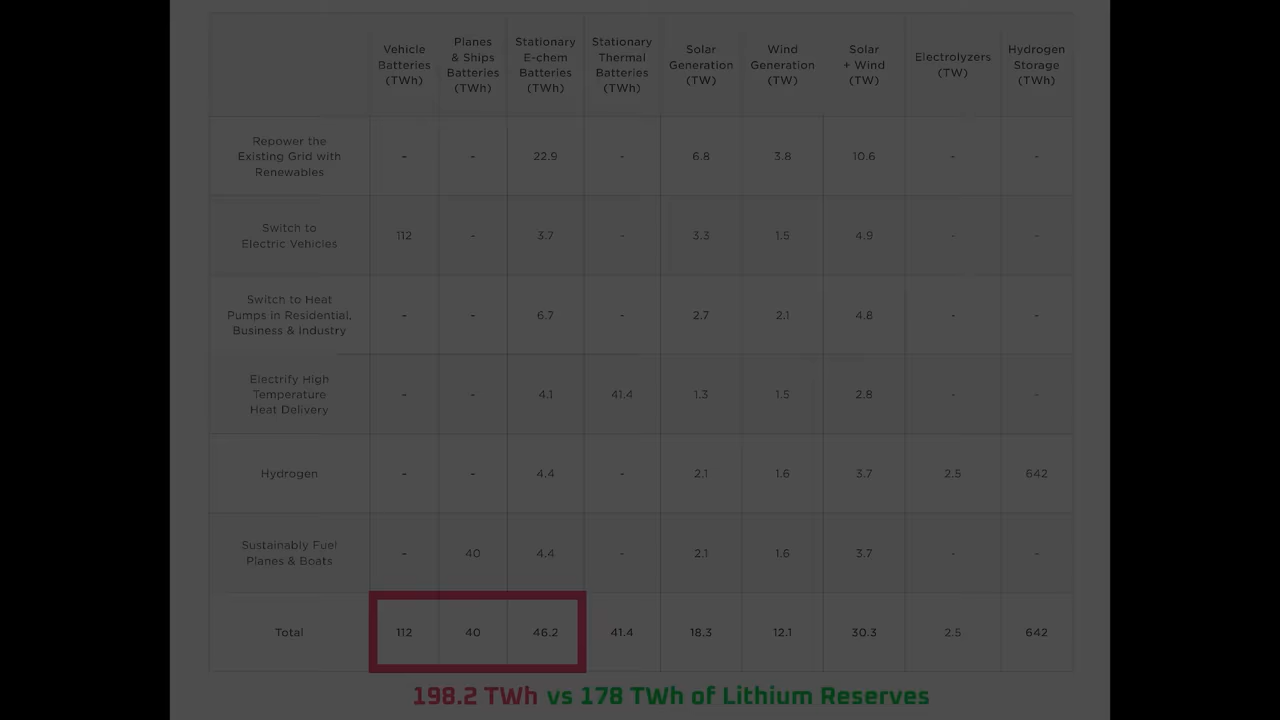 Vehicle Batteries (TWh) Planes & Ships Batteries (TWh) Stationary E-chem Batteries (TWh) Stationary Thermal Batteries (TWh) Solar Generation (TW) Wind Generation (TW) Solar + Wind (TW) Electrolyzers (TW) Hydrogen Storage (TWh)
Repower the Existing Grid with Renewables - - 22.9 - 6.8 3.8 10.6 - -
Switch to Electric Vehicles 112 - 3.7 - 3.3 1.5 4.9 - -
Switch to Heat Pumps in Residential, Business & Industry - - 6.7 - 2.7 2.1 4.8 - -
Electrify High Temperature Heat Delivery - - 4.1 41.4 1.3 1.5 2.8 - -
Hydrogen - - 4.4 - 2.1 1.6 3.7 2.5 642
Sustainably Fuel Planes & Boats - 40 4.4 - 2.1 1.6 3.7 - -
Total 112 40 46.2 41.4 18.3 12.1 30.3 2.5 642
198.2 TWh vs 178 TWh of Lithium Reserves